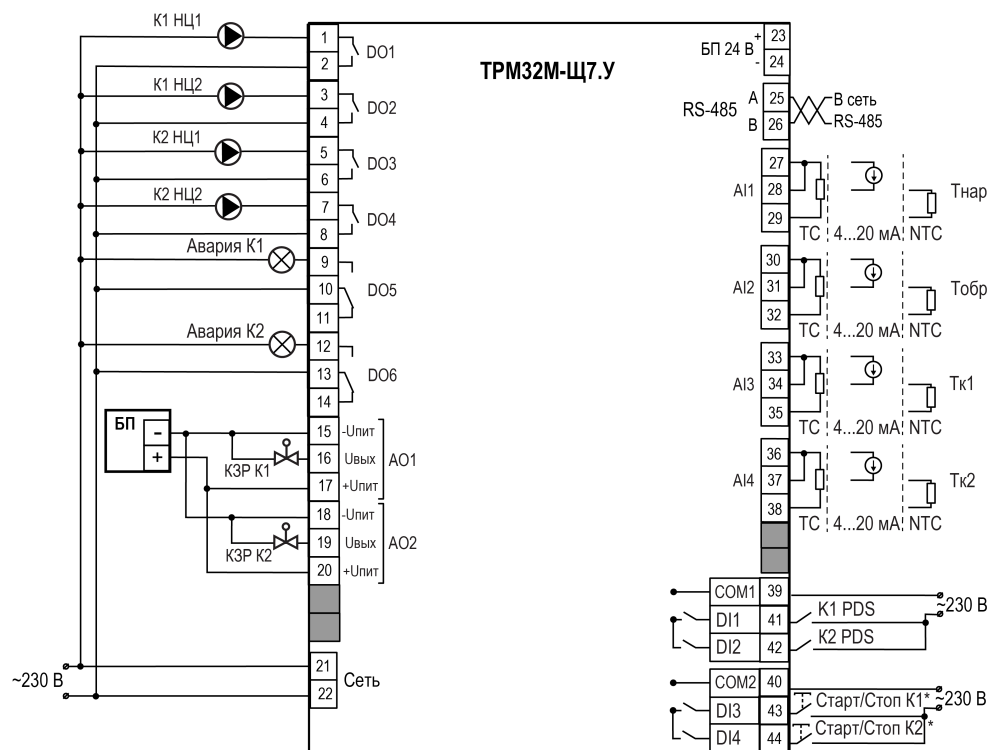 ТРМ32М-Щ7.У
К1 НЦ1
1
2
DO1
К1 НЦ2
3
4
DO2
К2 НЦ1
5
6
DO3
К2 НЦ2
7
8
DO4
Авария К1
9
10
11
DO5
Авария К2
12
13
14
DO6
БП
-
+
КЗР К1
15 -Uпит
16 Uвых
17 +Uпит
AO1
КЗР К2
18 -Uпит
19 Uвых
20 +Uпит
AO2
~230 В
21
22
Сеть
+
БП 24 В
-
23
24
RS-485
A 25
B 26
В сеть
RS-485
AI1
27
28
29
ТС 4...20 мА NTC
Тнар
AI2
30
31
32
ТС 4...20 мА NTC
Тобр
AI3
33
34
35
ТС 4...20 мА NTC
Тк1
AI4
36
37
38
ТС 4...20 мА NTC
Тк2
COM1 39
DI1 41 К1 PDS
DI2 42 К2 PDS
~230 В
COM2 40
DI3 43 Старт/Стоп К1*
DI4 44 Старт/Стоп К2*
~230 В